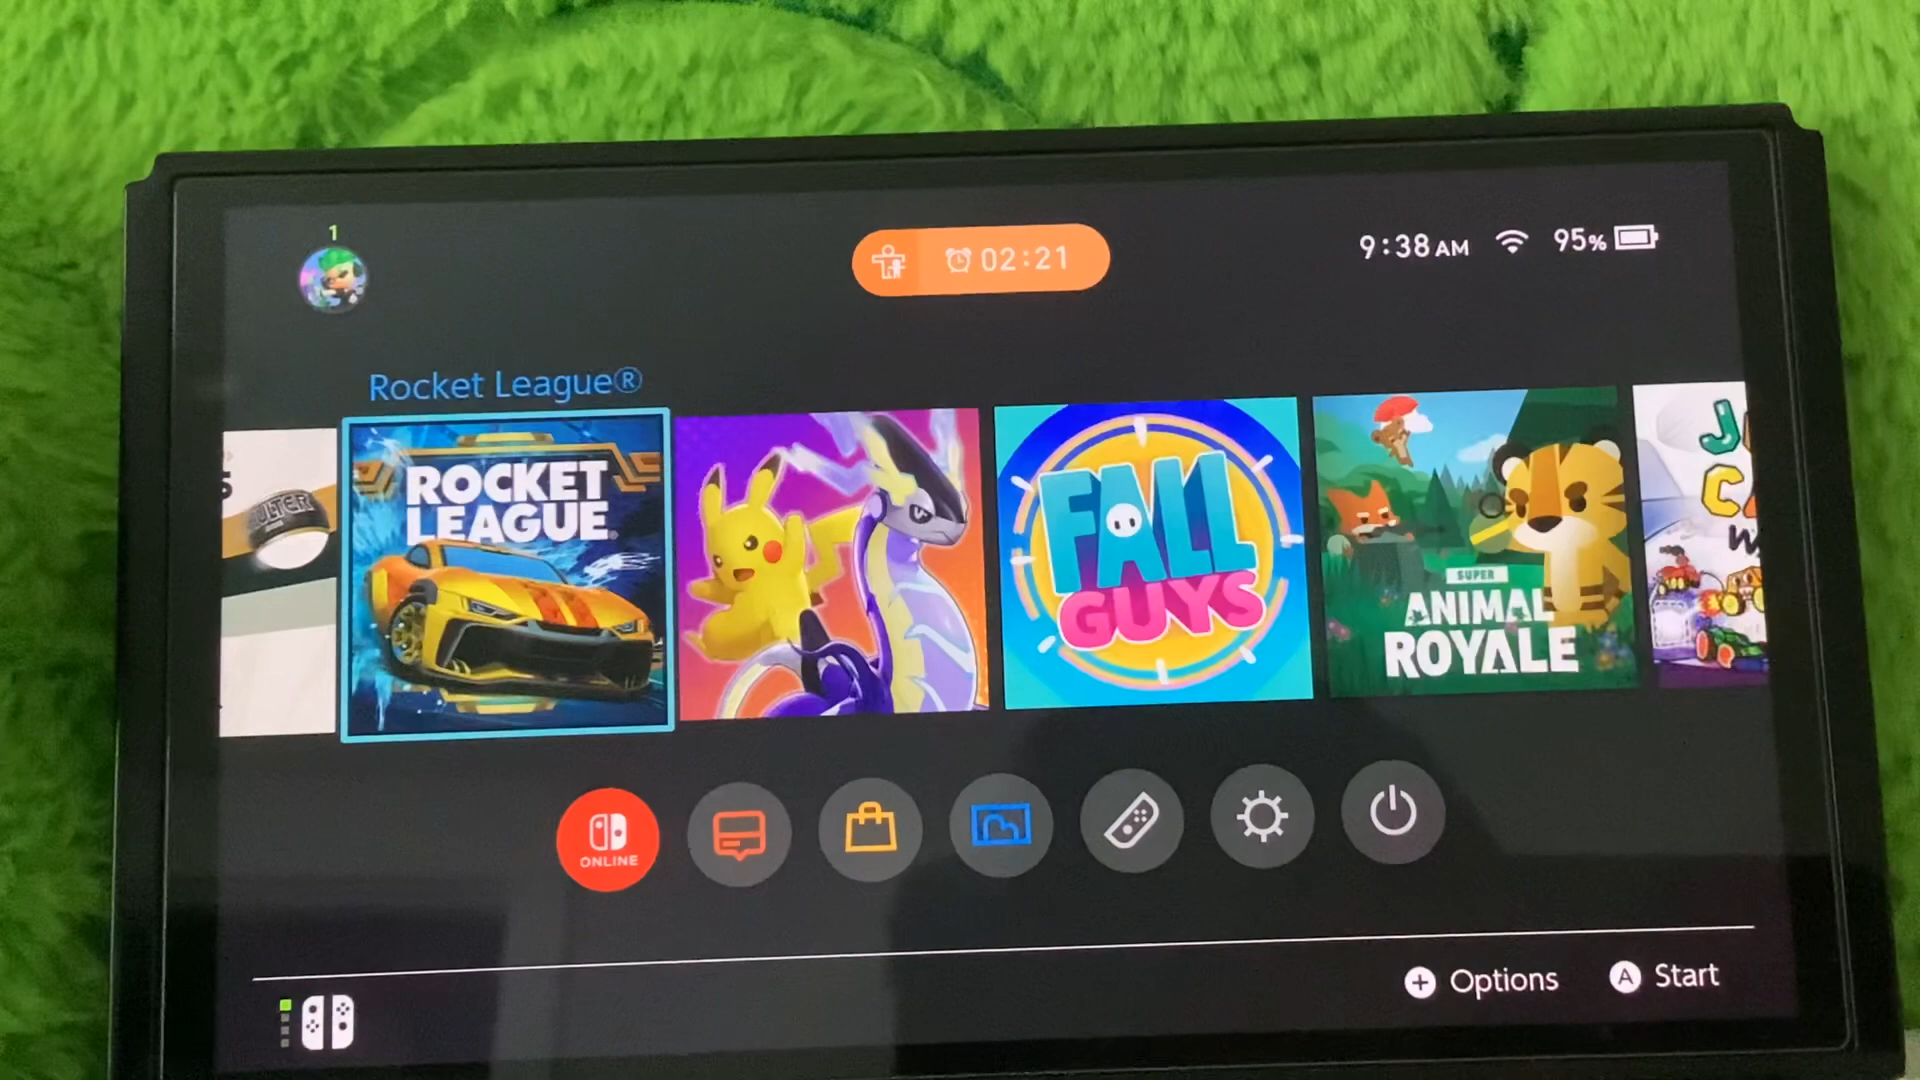 1
02:21
9:38 AM
95%
Rocket League®
ROCKET
LEAGUE
FALL
GUYS
SUPER
ANIMAL
ROYALE
ONLINE
Options
A Start